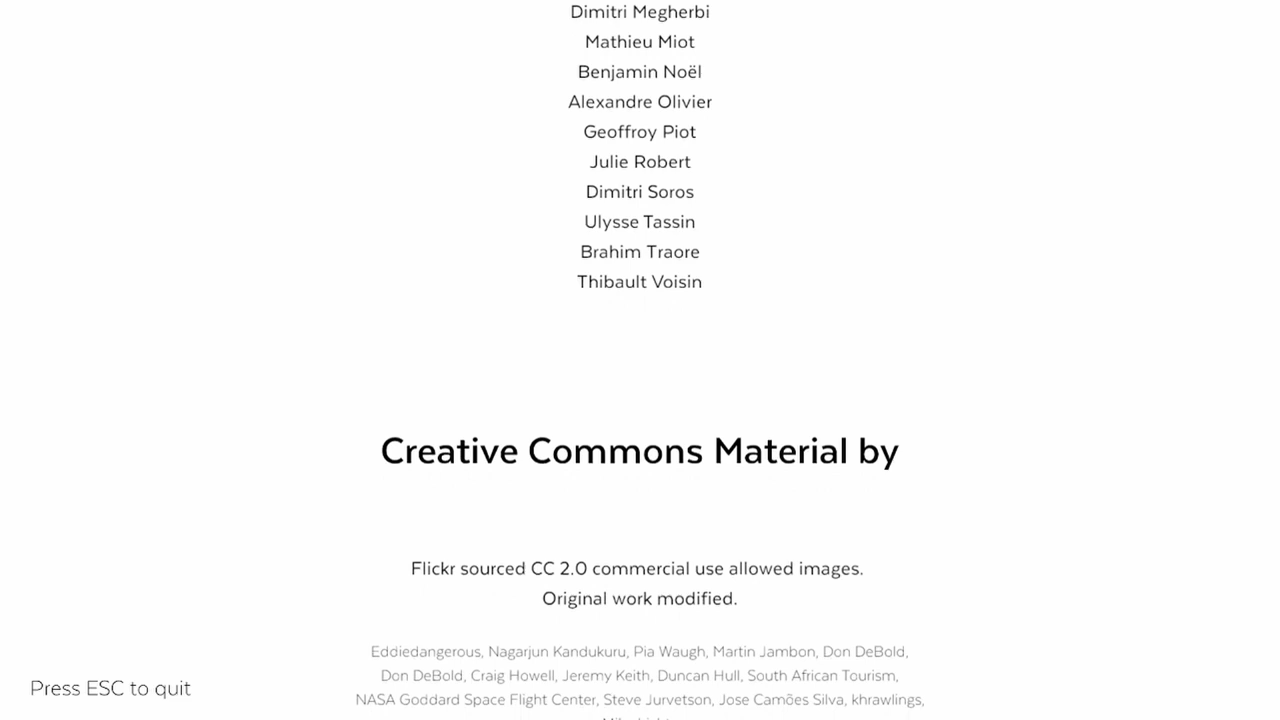 Dimitri Megherbi
Mathieu Miot
Benjamin Noël
Alexandre Olivier
Geoffroy Piot
Julie Robert
Dimitri Soros
Ulysse Tassin
Brahim Traore
Thibault Voisin
Creative Commons Material by
Flickr sourced CC 2.0 commercial use allowed images.
Original work modified.
Eddiedangerous, Nagarjun Kandukuru, Pia Waugh, Martin Jambon, Don DeBold,
Don DeBold, Craig Howell, Jeremy Keith, Duncan Hull, South African Tourism,
NASA Goddard Space Flight Center, Steve Jurvetson, Jose Camões Silva, khrawlings,
Press ESC to quit